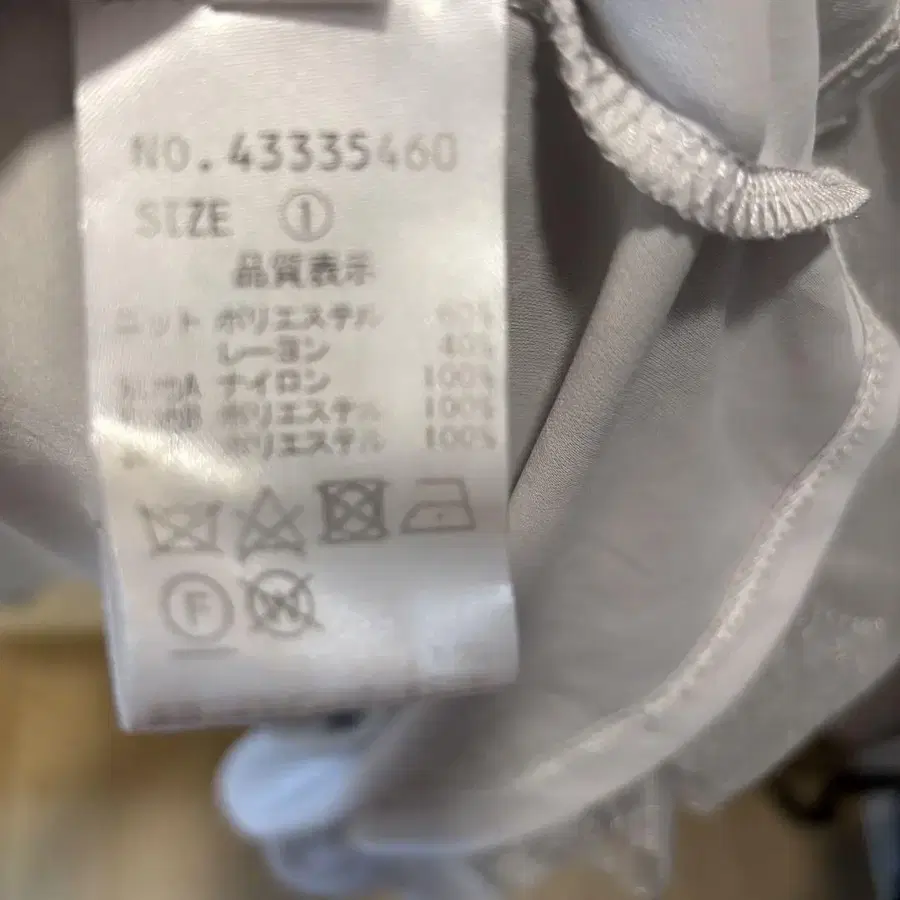 NO.43335460
SIZE ①
品質表示
ニット ポリエステル 60%
レーヨン 40%
ナイロン 100%
ポリエステル 100%
ポリエステル 100%
F
W